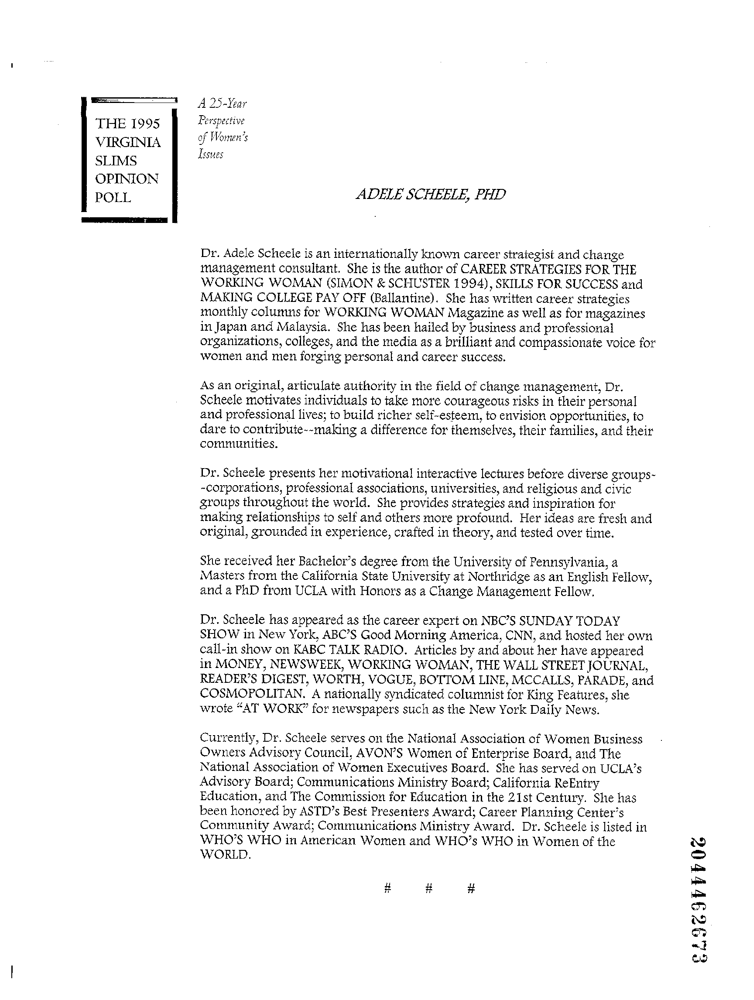 THE 1995
VIRGINIA
SLIMS
OPINION
POLL
A 25-Year
Perspective
of Women's
Issues
ADELE SCHEELE, PHD
Dr. Adele Scheele is an internationally known career strategist and change
management consultant. She is the author of CAREER STRATEGIES FOR THE
WORKING WOMAN (SIMON & SCHUSTER 1994), SKILLS FOR SUCCESS and
MAKING COLLEGE PAY OFF (Ballantine). She has written career strategies
monthly columns for WORKING WOMAN Magazine as well as for magazines
in Japan and Malaysia. She has been hailed by business and professional
organizations, colleges, and the media as a brilliant and compassionate voice for
women and men forging personal and career success.
As an original, articulate authority in the field of change management, Dr.
Scheele motivates individuals to take more courageous risks in their personal
and professional lives; to build richer self-esteem, to envision opportunities, to
dare to contribute--making a difference for themselves, their families, and their
communities.
Dr. Scheele presents her motivational interactive lectures before diverse groups-
-corporations, professional associations, universities, and religious and civic
groups throughout the world. She provides strategies and inspiration for
making relationships to self and others more profound. Her ideas are fresh and
original, grounded in experience, crafted in theory, and tested over time.
She received her Bachelor's degree from the University of Pennsylvania, a
Masters from the California State University at Northridge as an English Fellow,
and a PhD from UCLA with Honors as a Change Management Fellow.
Dr. Scheele has appeared as the career expert on NBC'S SUNDAY TODAY
SHOW in New York, ABC'S Good Morning America, CNN, and hosted her own
call-in show on KABC TALK RADIO. Articles by and about her have appeared
in MONEY, NEWSWEEK, WORKING WOMAN, THE WALL STREET JOURNAL,
READER'S DIGEST, WORTH, VOGUE, BOTTOM LINE, MCCALLS, PARADE, and
COSMOPOLITAN. A nationally syndicated columnist for King Features, she
wrote "AT WORK" for newspapers such as the New York Daily News.
Currently, Dr. Scheele serves on the National Association of Women Business
Owners Advisory Council, AVON'S Women of Enterprise Board, and The
National Association of Women Executives Board. She has served on UCLA's
Advisory Board; Communications Ministry Board; California ReEntry
Education, and The Commission for Education in the 21st Century. She has
been honored by ASTD's Best Presenters Award; Career Planning Center's
Community Award; Communications Ministry Award. Dr. Scheele is listed in
WHO'S WHO in American Women and WHO's WHO in Women of the
WORLD.
# # #
2044462673